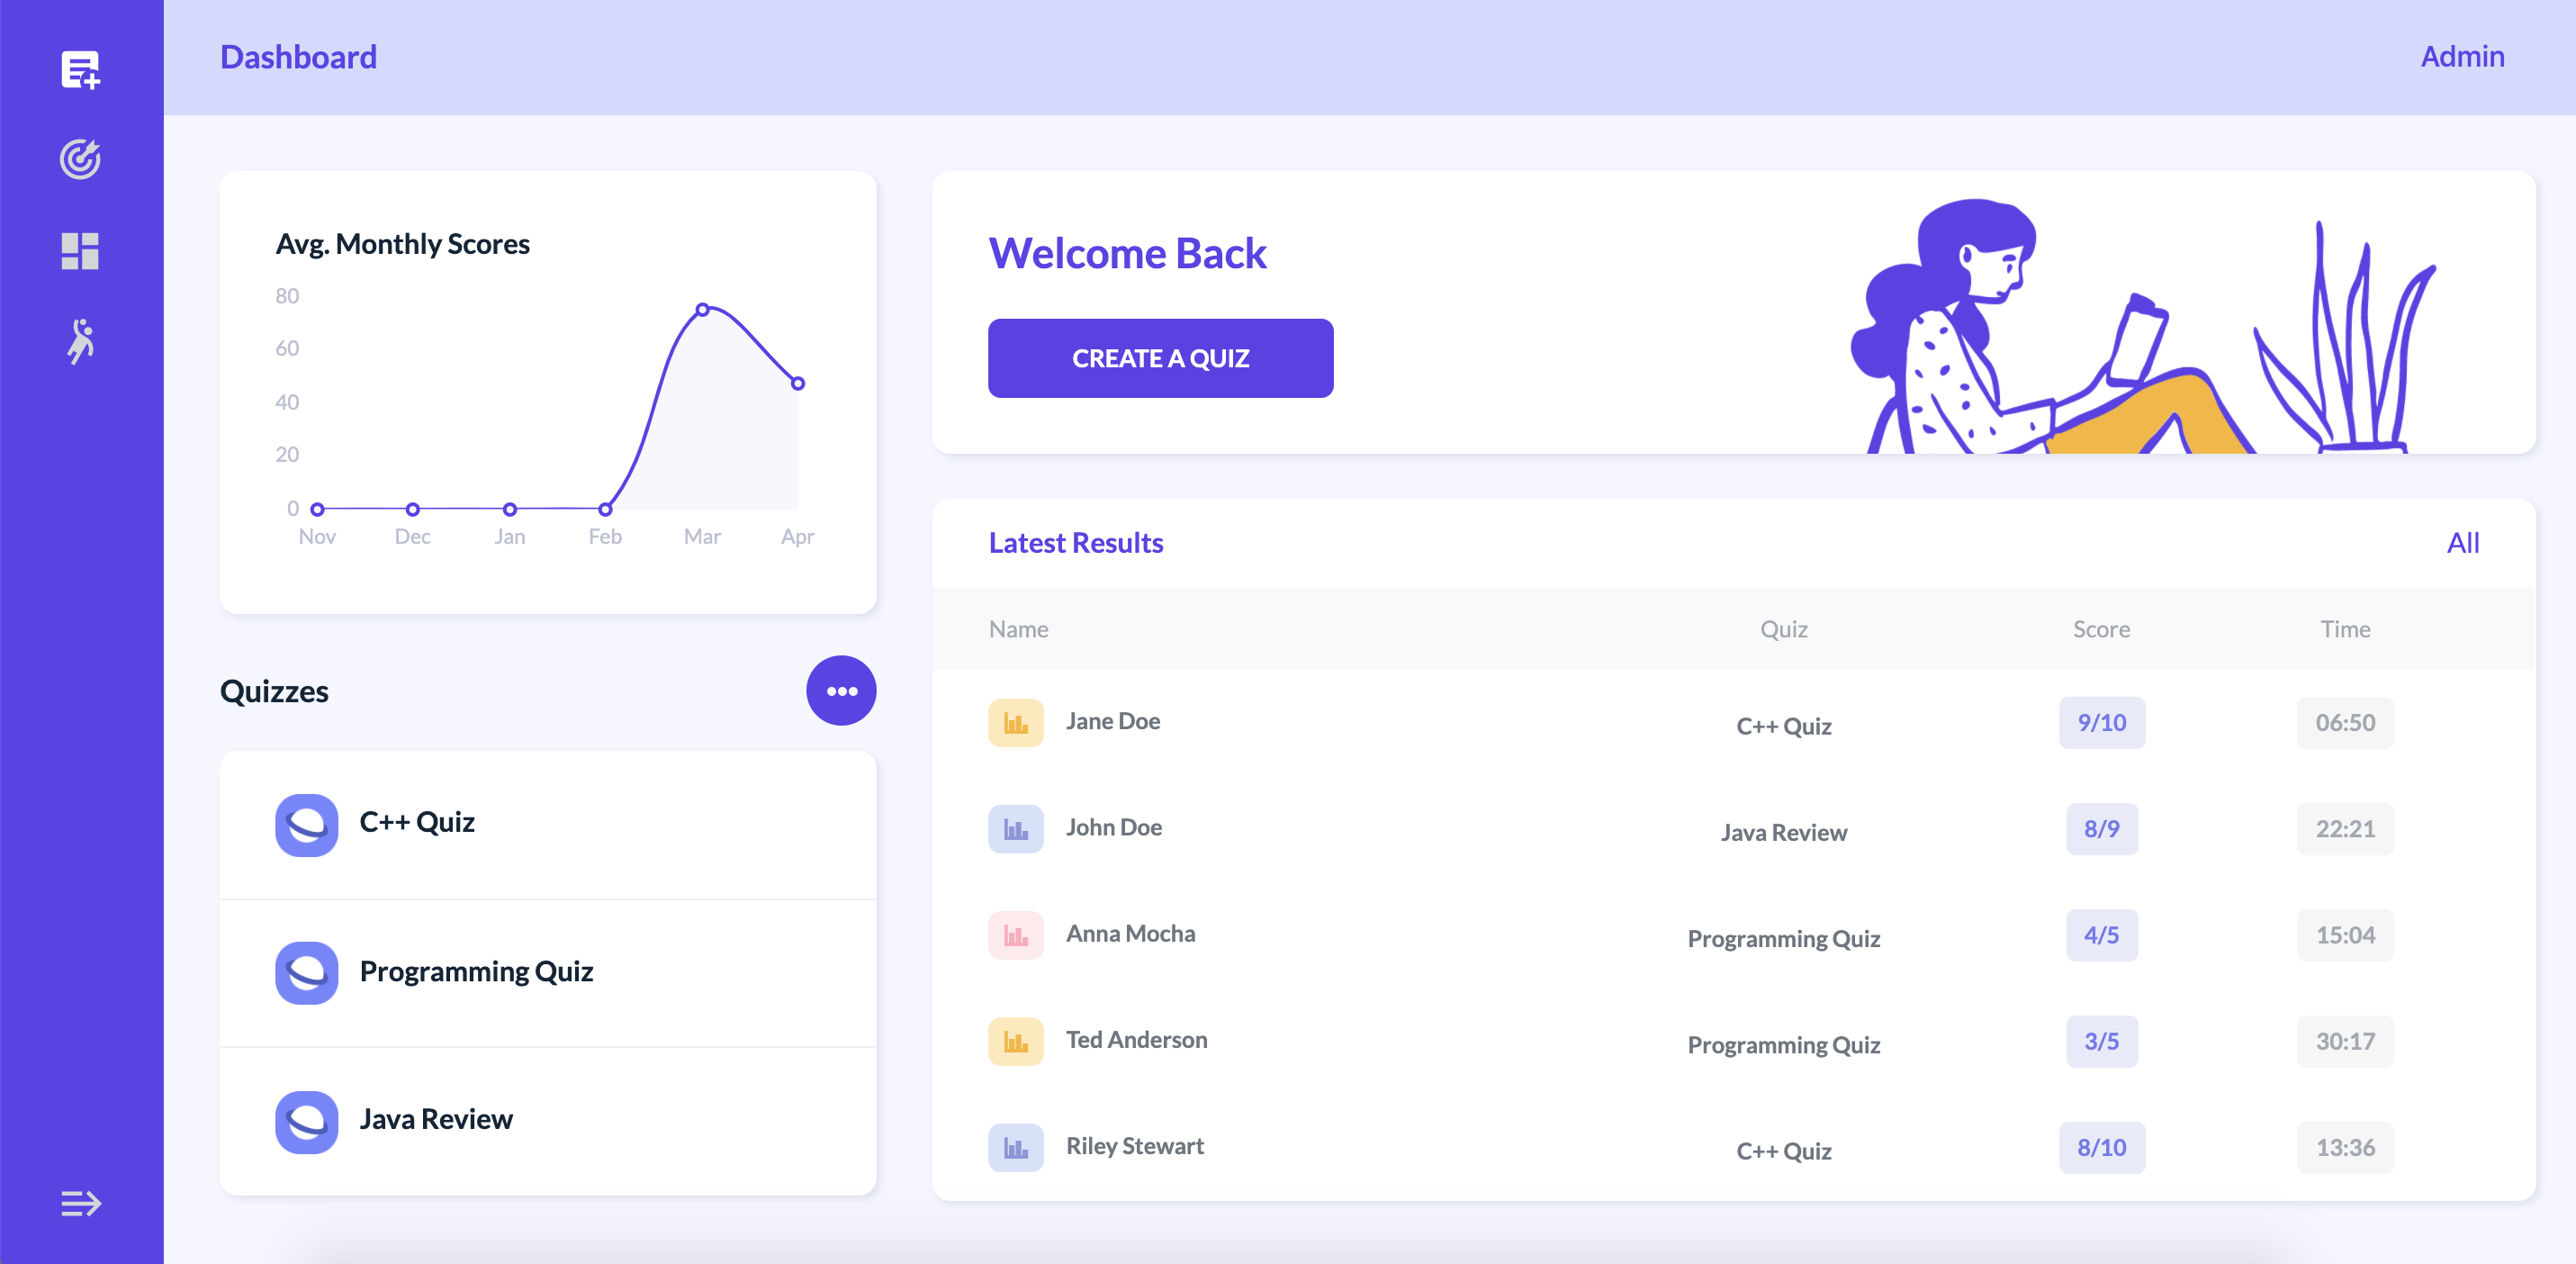 Dashboard
Admin
Avg. Monthly Scores
80
60
40
20
0
Nov Dec Jan Feb Mar Apr
Welcome Back
CREATE A QUIZ
Quizzes
C++ Quiz
Programming Quiz
Java Review
Latest Results
All
Name Quiz Score Time
Jane Doe C++ Quiz 9/10 06:50
John Doe Java Review 8/9 22:21
Anna Mocha Programming Quiz 4/5 15:04
Ted Anderson Programming Quiz 3/5 30:17
Riley Stewart C++ Quiz 8/10 13:36